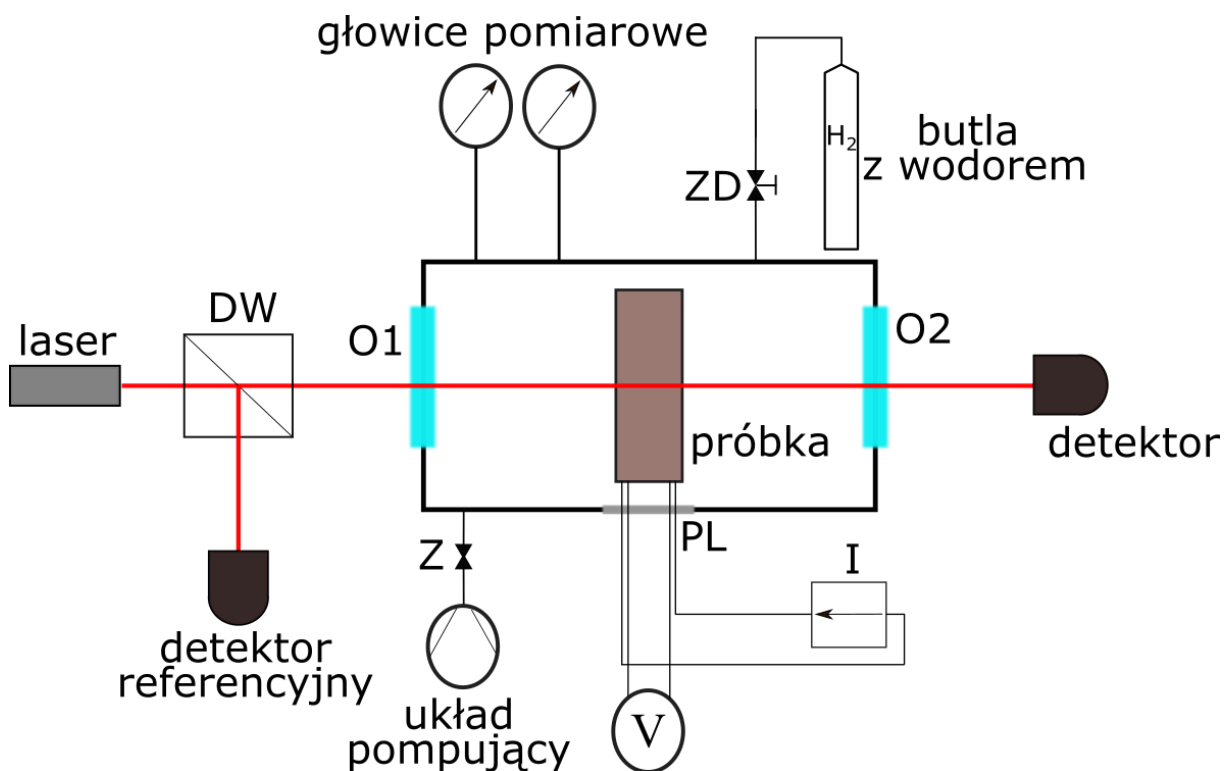 głowice pomiarowe
H₂
butla
z wodorem
ZD
DW
laser
O1
O2
próbka
detektor
PL
Z
I
detektor
referencyjny
układ
pompujący
V